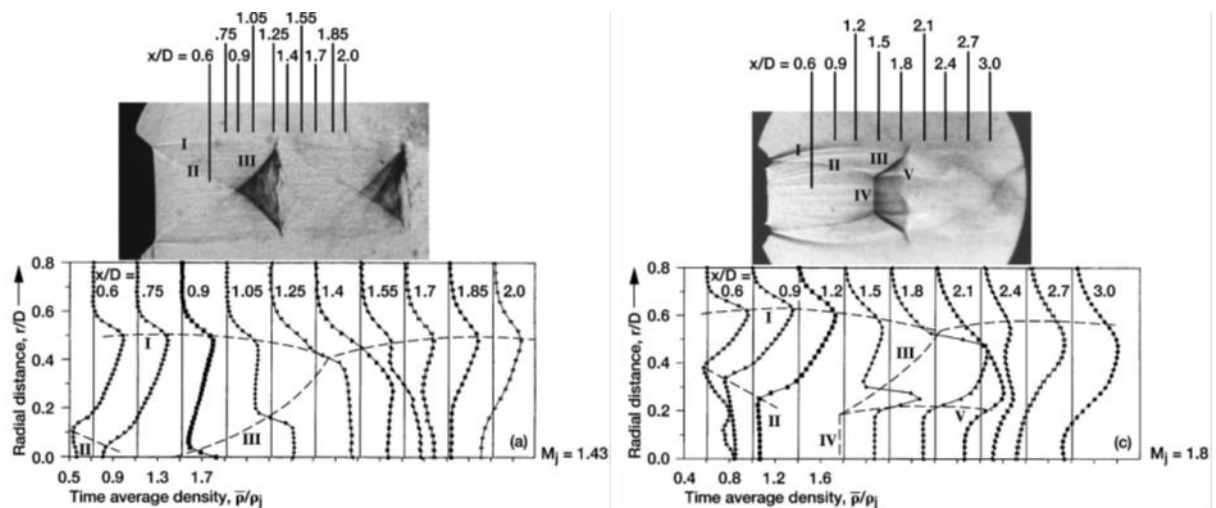 1.55
1.05
1.25 1.85
.75
x/D = 0.6 0.9 1.4 1.7 2.0
I
II
III
0.8
x/D =
0.6 .75 0.9 1.05 1.25 1.4 1.55 1.7 1.85 2.0
0.6
I
0.4
0.2
II
III
(a)
0.0
Mj = 1.43
0.5 0.9 1.3 1.7
Time average density, ρ̅/ρj
Radial distance, r/D
2.1
1.2
2.7
1.5
x/D = 0.6 0.9 1.8 2.4 3.0
I
II
III
IV
V
0.8
x/D =
0.6 0.9 1.2 1.5 1.8 2.1 2.4 2.7 3.0
0.6
I
0.4
III
0.2
II
IV
V
(c)
0.0
Mj = 1.8
0.4 0.8 1.2 1.6
Time average density, ρ̅/ρj
Radial distance, r/D